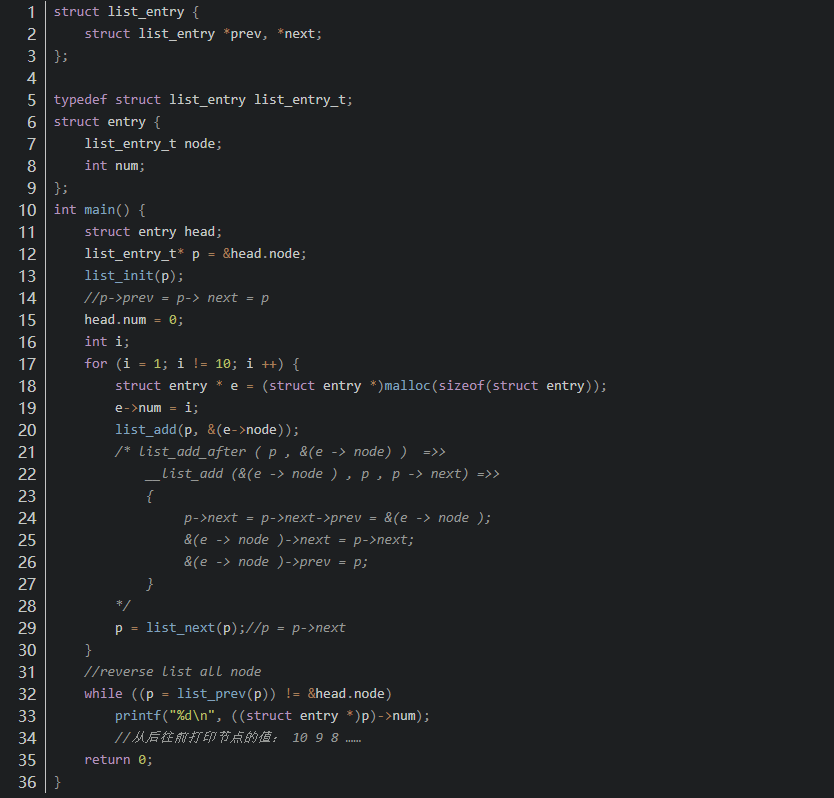 1 struct list_entry {
2     struct list_entry *prev, *next;
3 };
4
5 typedef struct list_entry list_entry_t;
6 struct entry {
7     list_entry_t node;
8     int num;
9 };
10 int main() {
11     struct entry head;
12     list_entry_t* p = &head.node;
13     list_init(p);
14     //p->prev = p-> next = p
15     head.num = 0;
16     int i;
17     for (i = 1; i != 10; i ++) {
18         struct entry * e = (struct entry *)malloc(sizeof(struct entry));
19         e->num = i;
20         list_add(p, &(e->node));
21         /* list_add_after ( p , &(e -> node) )  =>>
22             __list_add (&(e -> node ) , p , p -> next) =>>
23             {
24                  p->next = p->next->prev = &(e -> node );
25                  &(e -> node )->next = p->next;
26                  &(e -> node )->prev = p;
27             }
28         */
29         p = list_next(p);//p = p->next
30     }
31     //reverse list all node
32     while ((p = list_prev(p)) != &head.node)
33         printf("%d\n", ((struct entry *)p)->num);
34         //从后往前打印节点的值： 10 9 8 ……
35     return 0;
36 }